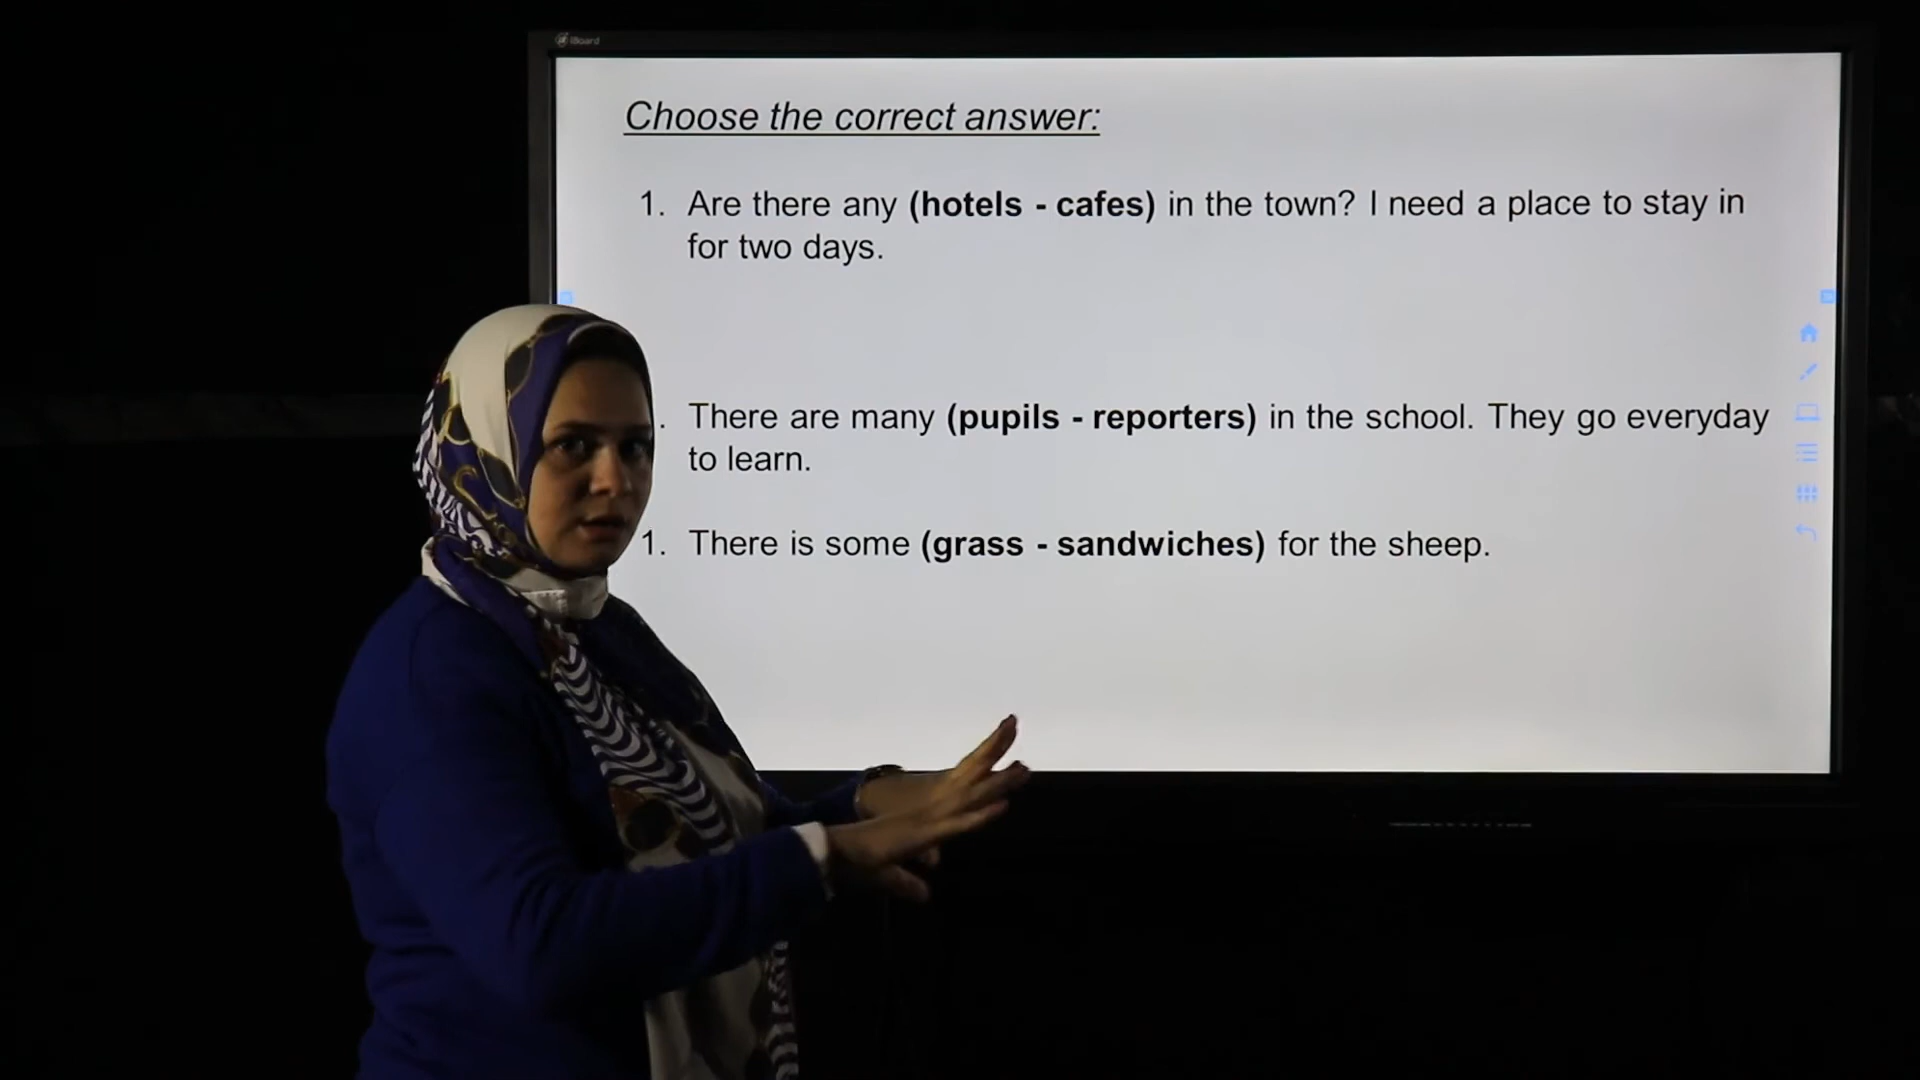 iBoard
Choose the correct answer:
1. Are there any (hotels - cafes) in the town? I need a place to stay in
for two days.
. There are many (pupils - reporters) in the school. They go everyday
to learn.
1. There is some (grass - sandwiches) for the sheep.